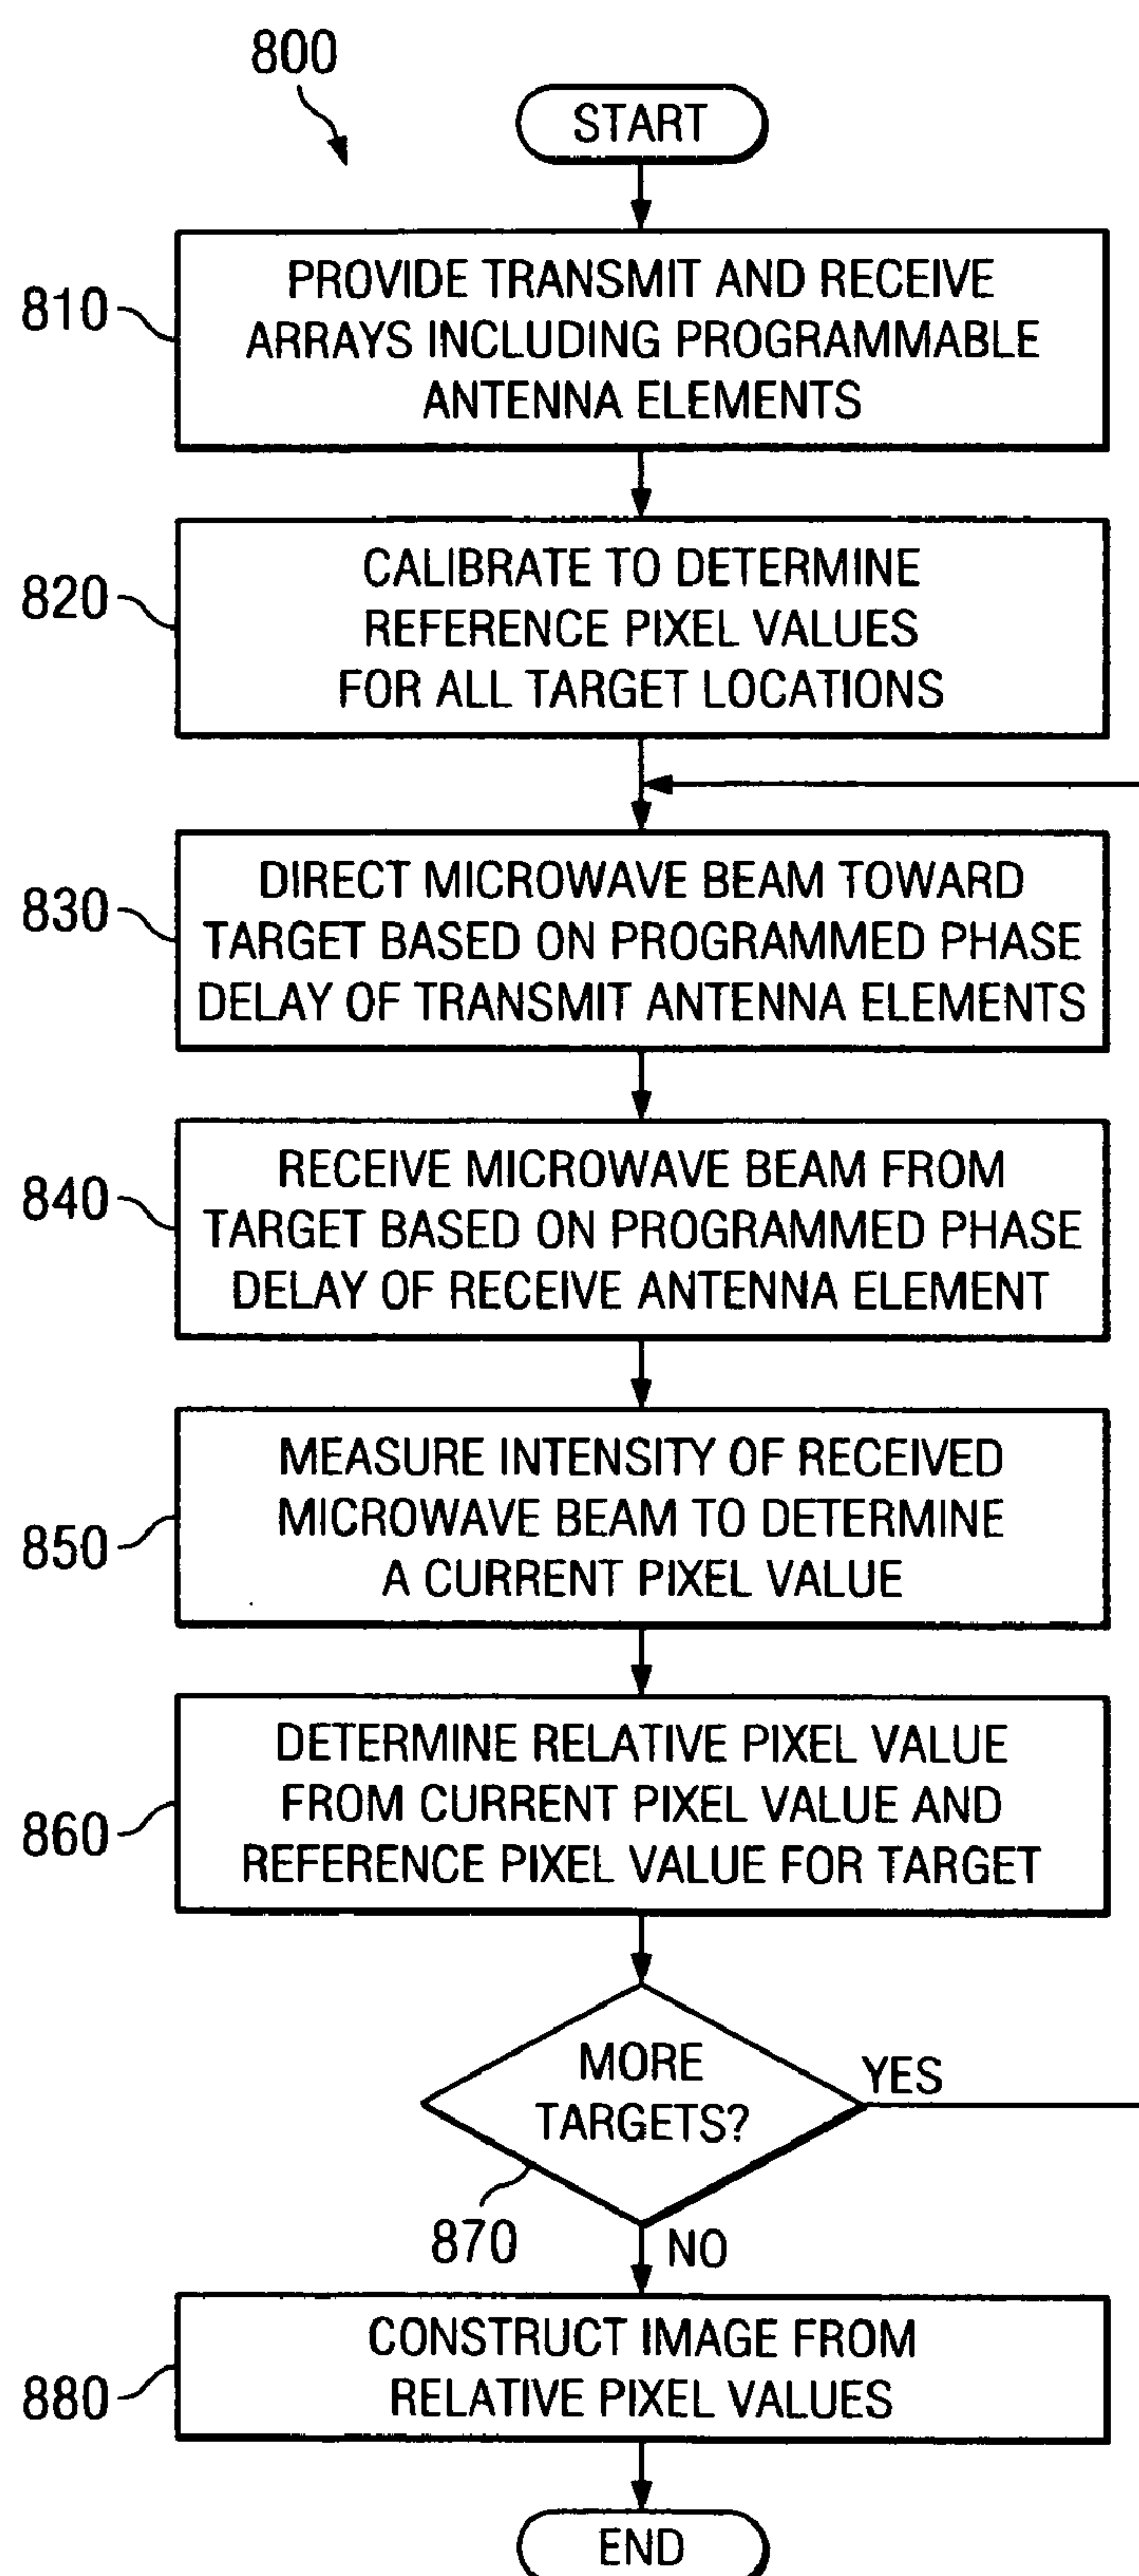 800
START
810
PROVIDE TRANSMIT AND RECEIVE
ARRAYS INCLUDING PROGRAMMABLE
ANTENNA ELEMENTS
820
CALIBRATE TO DETERMINE
REFERENCE PIXEL VALUES
FOR ALL TARGET LOCATIONS
830
DIRECT MICROWAVE BEAM TOWARD
TARGET BASED ON PROGRAMMED PHASE
DELAY OF TRANSMIT ANTENNA ELEMENTS
840
RECEIVE MICROWAVE BEAM FROM
TARGET BASED ON PROGRAMMED PHASE
DELAY OF RECEIVE ANTENNA ELEMENT
850
MEASURE INTENSITY OF RECEIVED
MICROWAVE BEAM TO DETERMINE
A CURRENT PIXEL VALUE
860
DETERMINE RELATIVE PIXEL VALUE
FROM CURRENT PIXEL VALUE AND
REFERENCE PIXEL VALUE FOR TARGET
MORE
TARGETS?
YES
870
NO
880
CONSTRUCT IMAGE FROM
RELATIVE PIXEL VALUES
END